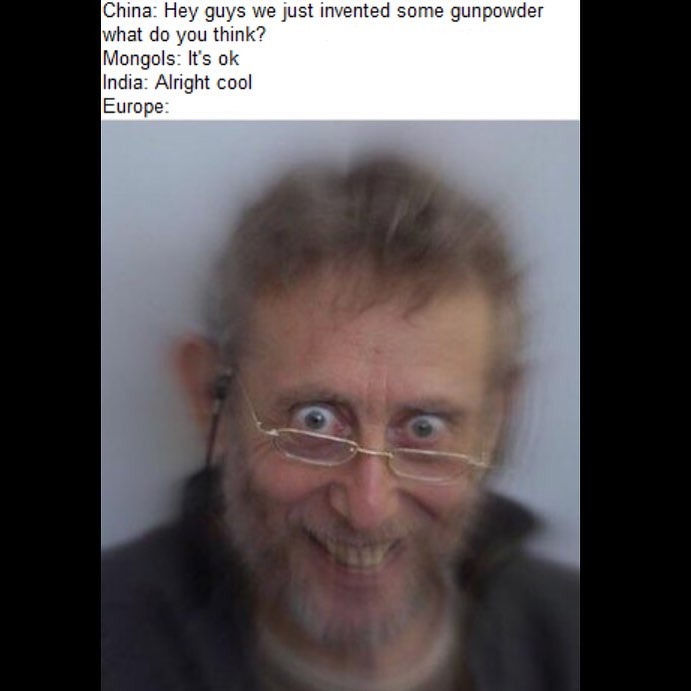 China: Hey guys we just invented some gunpowder
what do you think?
Mongols: It's ok
India: Alright cool
Europe: